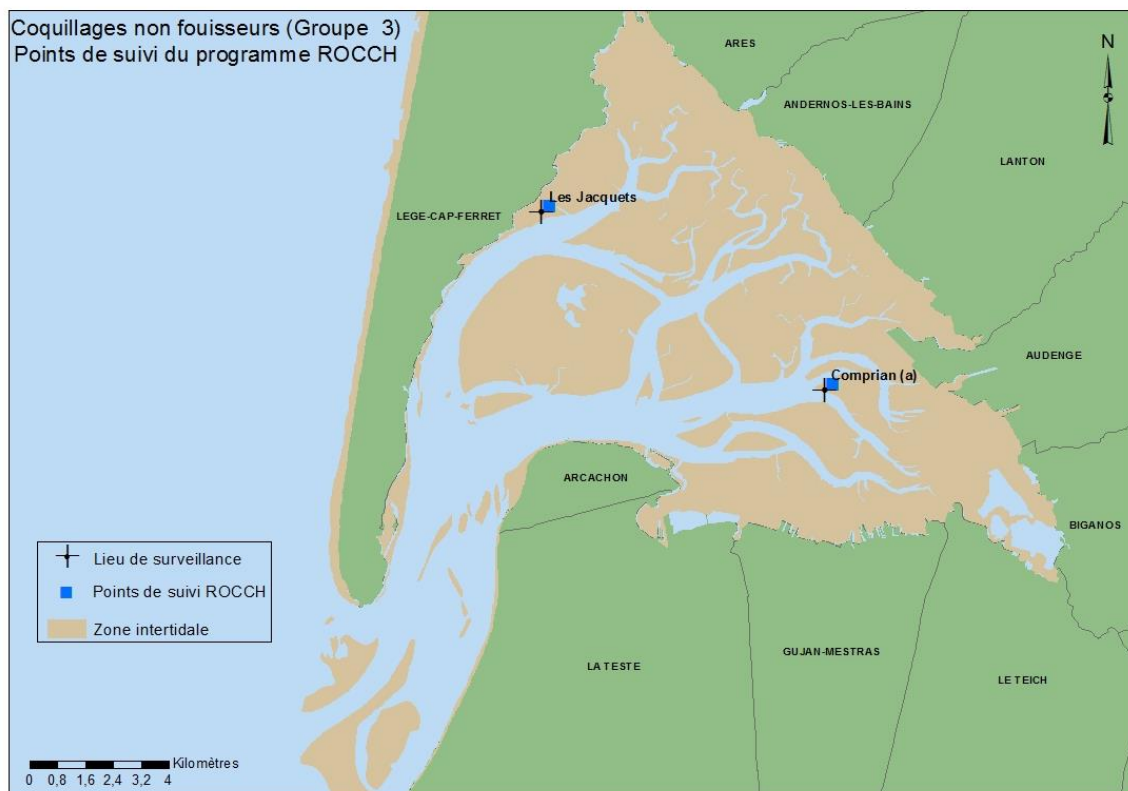 Coquillages non fouisseurs (Groupe 3)
Points de suivi du programme ROCCH
ARES
N
ANDERNOS-LES-BAINS
LANTON
Les Jacquets
LEGE-CAP-FERRET
AUDENGE
Comprian (a)
ARCACHON
BIGANOS
Lieu de surveillance
Points de suivi ROCCH
Zone intertidale
LA TESTE
GUJAN-MESTRAS
LE TEICH
Kilomètres
0 0,8 1,6 2,4 3,2 4